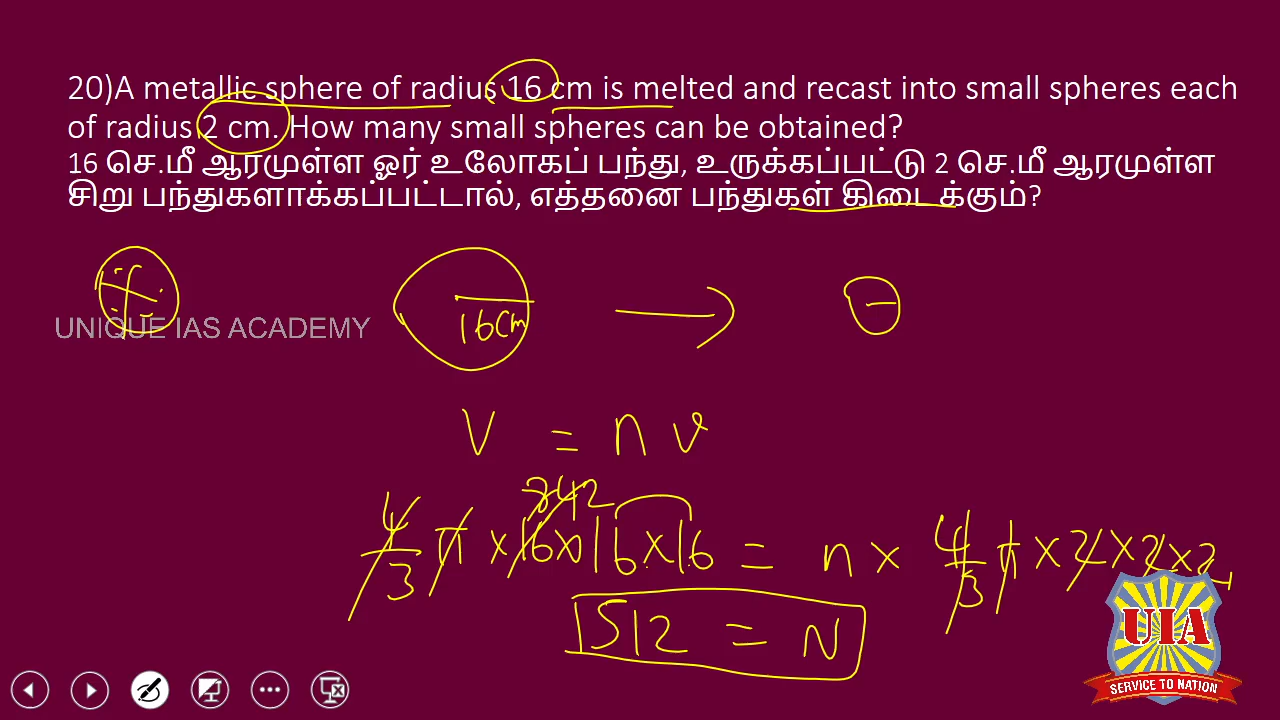 20)A metallic sphere of radius 16 cm is melted and recast into small spheres each
of radius 2 cm. How many small spheres can be obtained?
16 செ.மீ ஆரமுள்ள ஓர் உலோகப் பந்து, உருக்கப்பட்டு 2 செ.மீ ஆரமுள்ள
சிறு பந்துகளாக்கப்பட்டால், எத்தனை பந்துகள் கிடைக்கும்?
16cm
UNIQUE IAS ACADEMY
V = n v
8 4 2
4/3 π × 16 × 16 × 16 = n × 4/3 π × 2 × 2 × 2
512 = N
UIA
SERVICE TO NATION